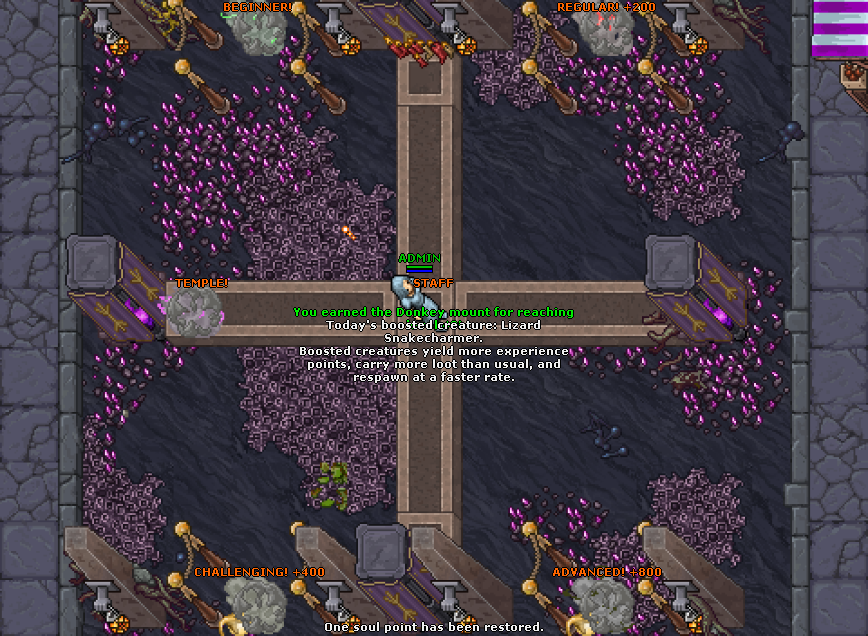 BEGINNER!
REGULAR! +200
ADMIN
TEMPLE!
STAFF
You earned the Donkey mount for reaching
Today's boosted creature: Lizard
Snakecharmer.
Boosted creatures yield more experience
points, carry more loot than usual, and
respawn at a faster rate.
CHALLENGING! +400
ADVANCED! +800
One soul point has been restored.